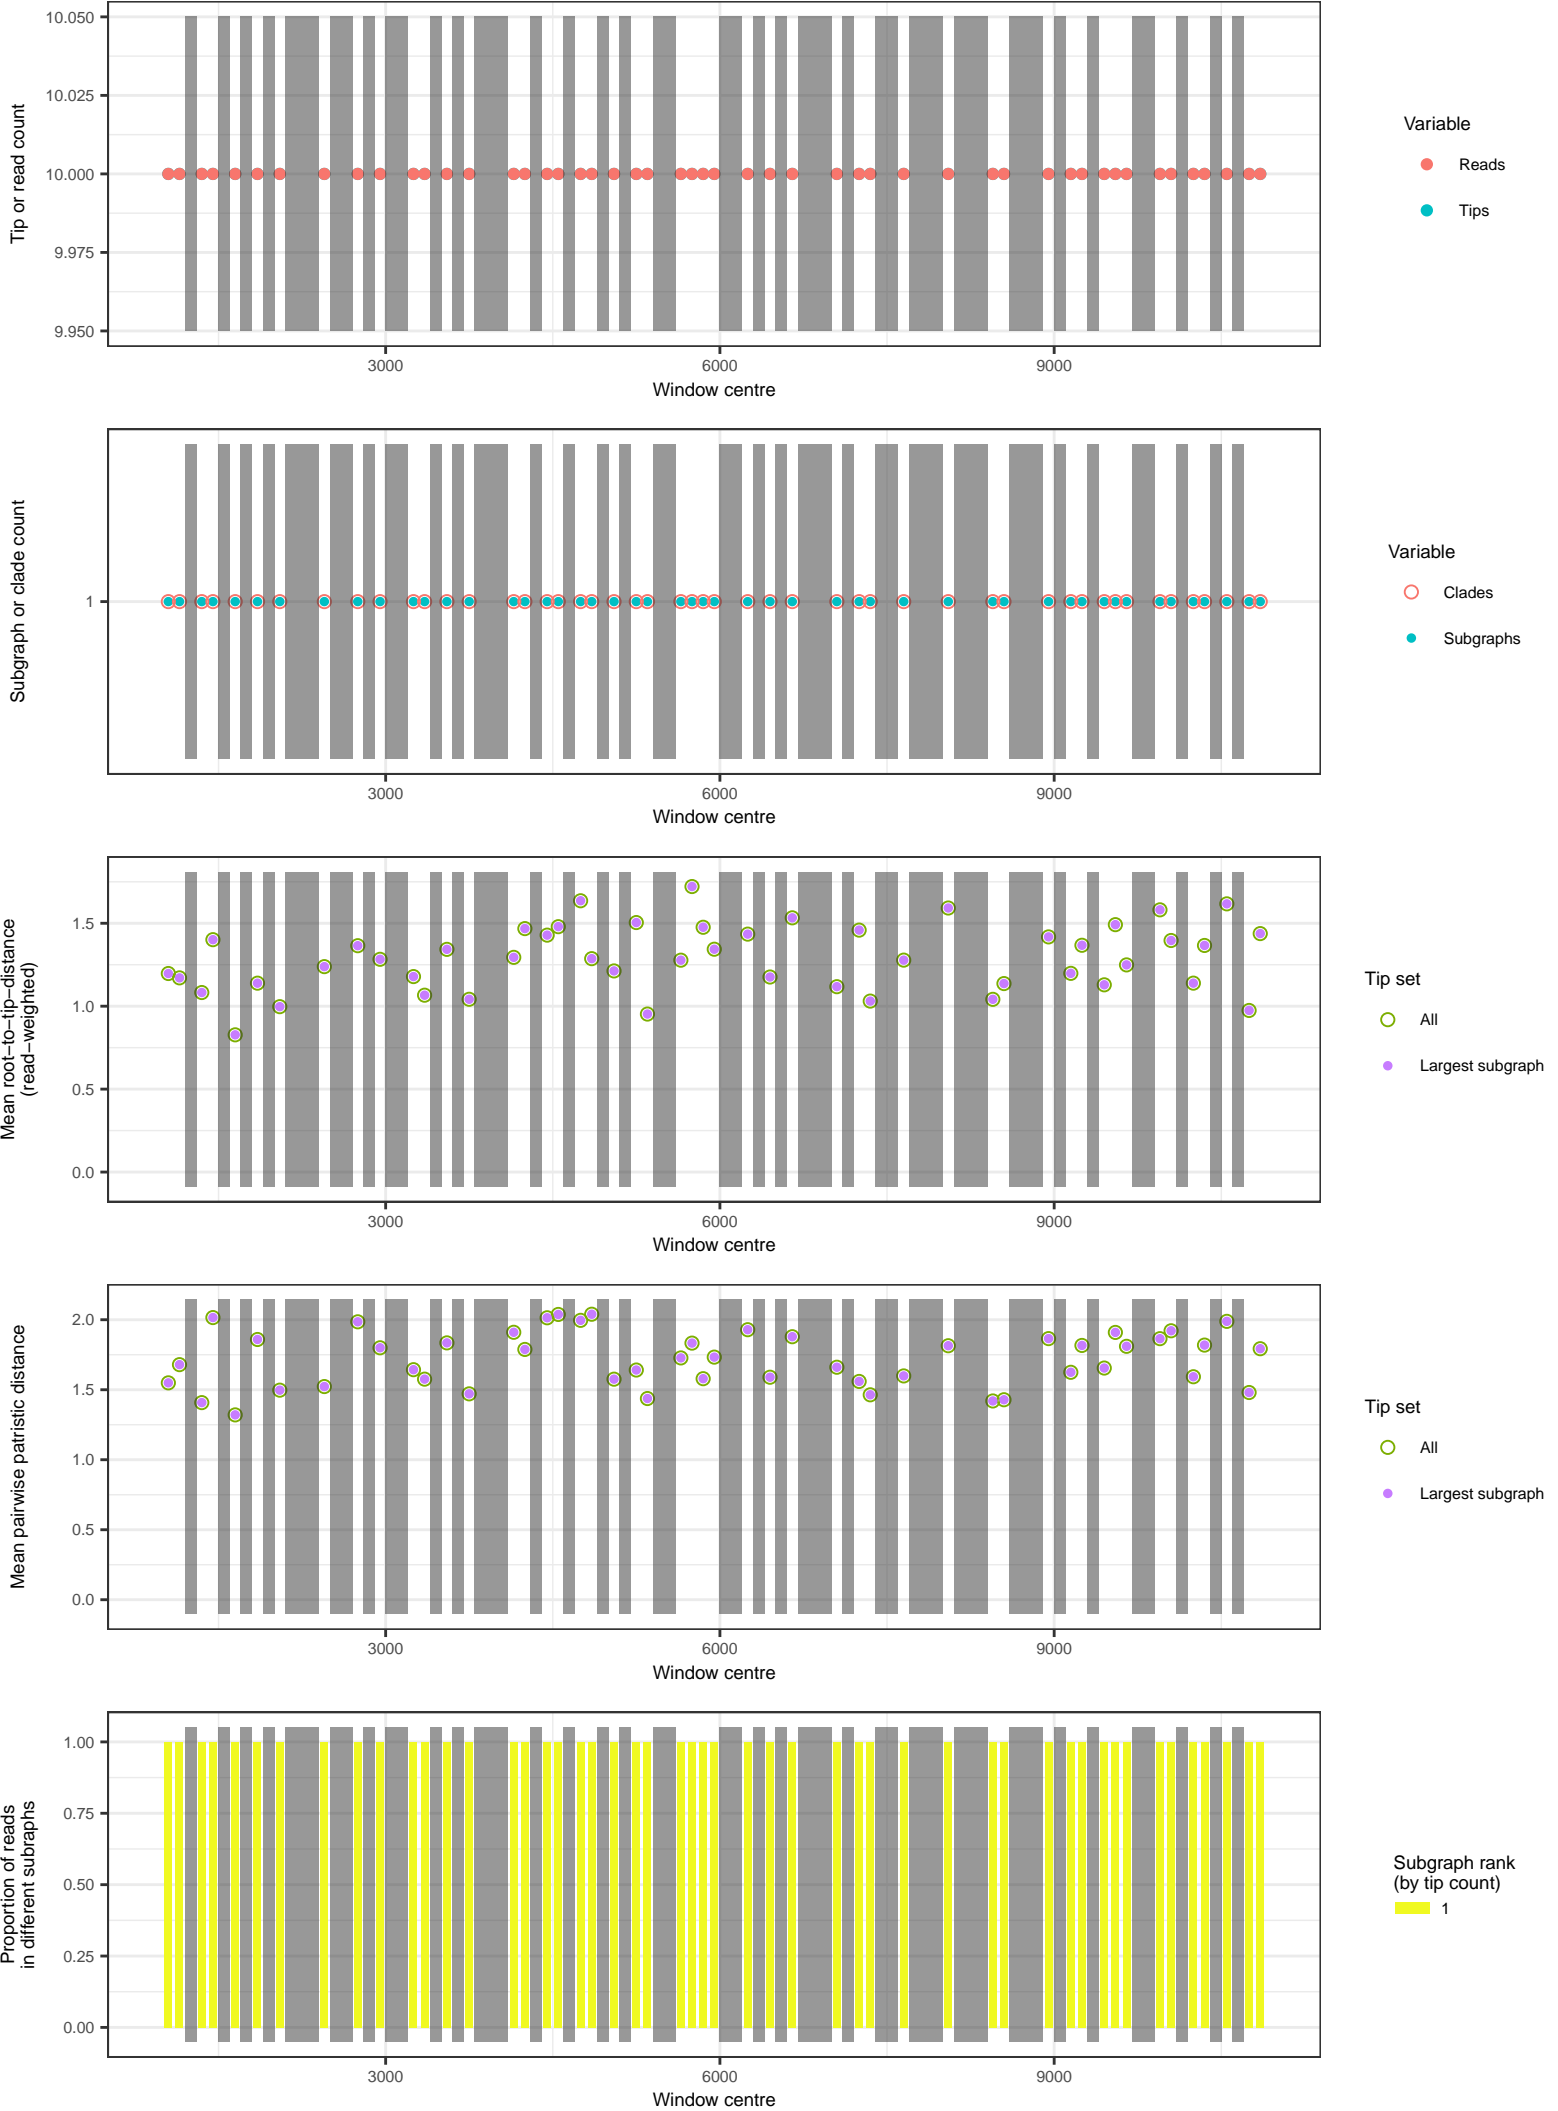 Tip or read count
10.050
10.025
10.000
9.975
9.950
3000
6000
9000
Window centre
Variable
Reads
Tips
Subgraph or clade count
1
3000
6000
9000
Window centre
Variable
Clades
Subgraphs
Mean root−to−tip−distance
(read−weighted)
1.5
1.0
0.5
0.0
3000
6000
9000
Window centre
Tip set
All
Largest subgraph
Mean pairwise patristic distance
2.0
1.5
1.0
0.5
0.0
3000
6000
9000
Window centre
Tip set
All
Largest subgraph
Proportion of reads
in different subraphs
1.00
0.75
0.50
0.25
0.00
3000
6000
9000
Window centre
Subgraph rank
(by tip count)
1